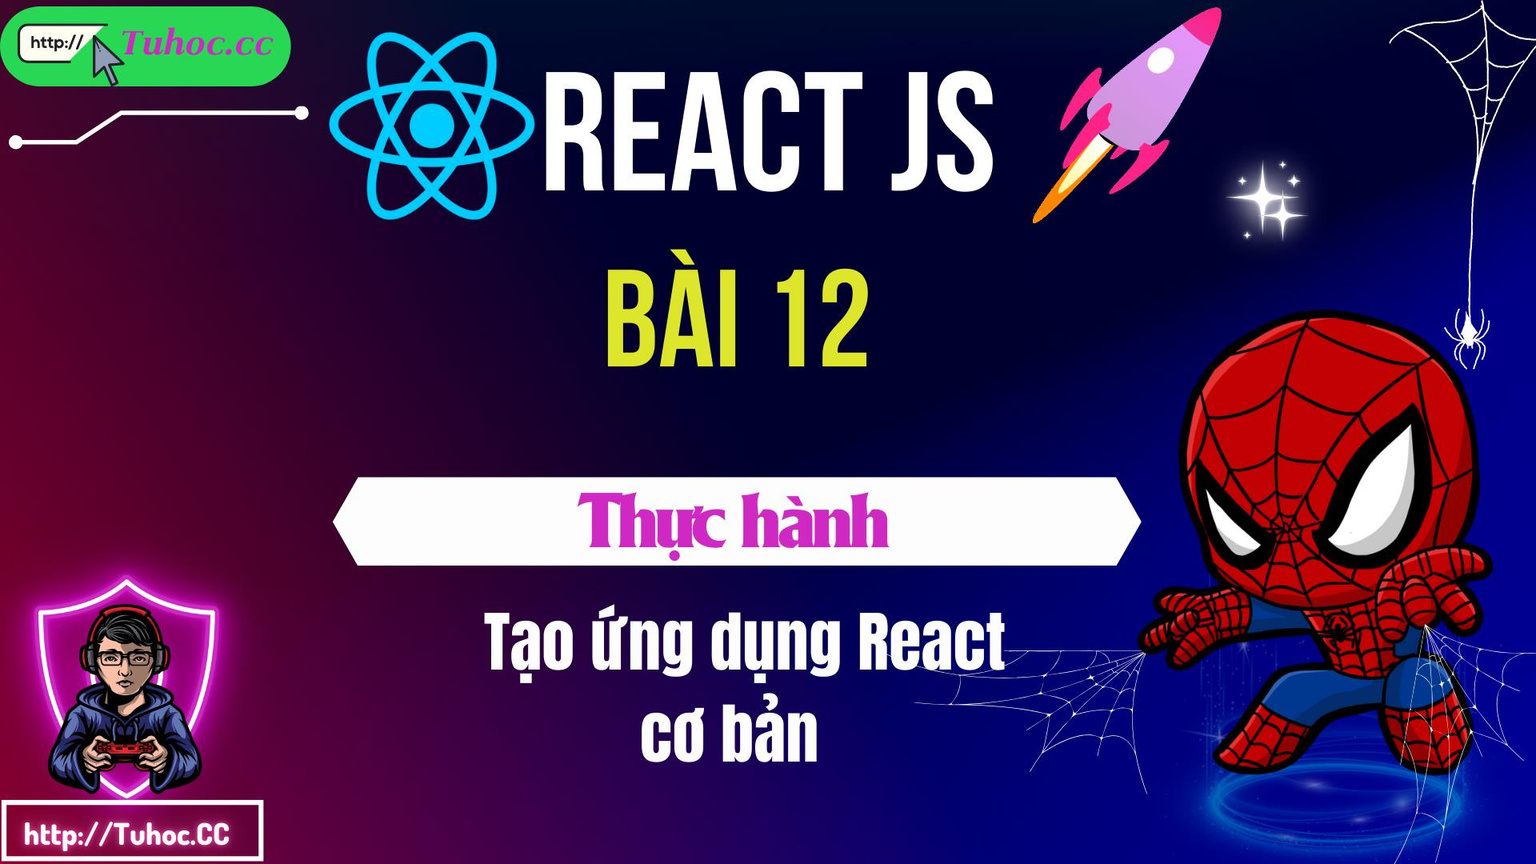 http://
Tuhoc.cc
REACT JS
BÀI 12
Thực hành
Tạo ứng dụng React
cơ bản
http://Tuhoc.CC